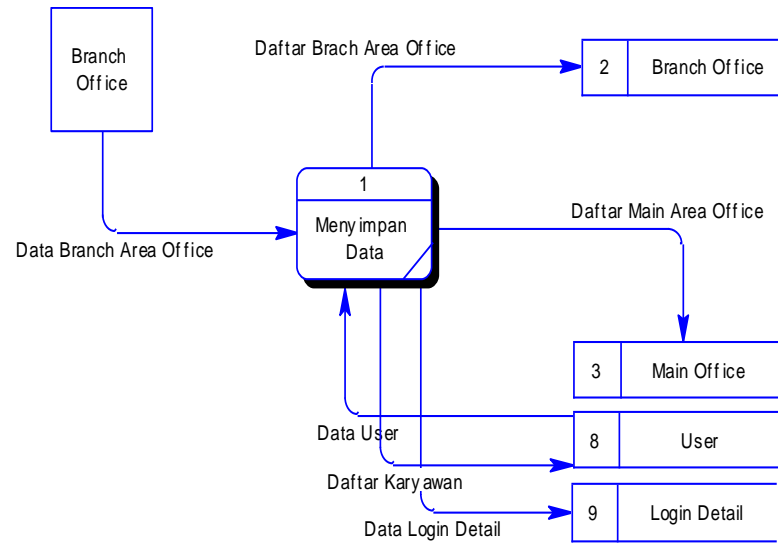 Daftar Brach Area Office
Branch
Office
2
Branch Office
1
Menyimpan
Data
Daftar Main Area Office
Data Branch Area Office
3
Main Office
Data User
8
User
Daftar Karyawan
9
Login Detail
Data Login Detail